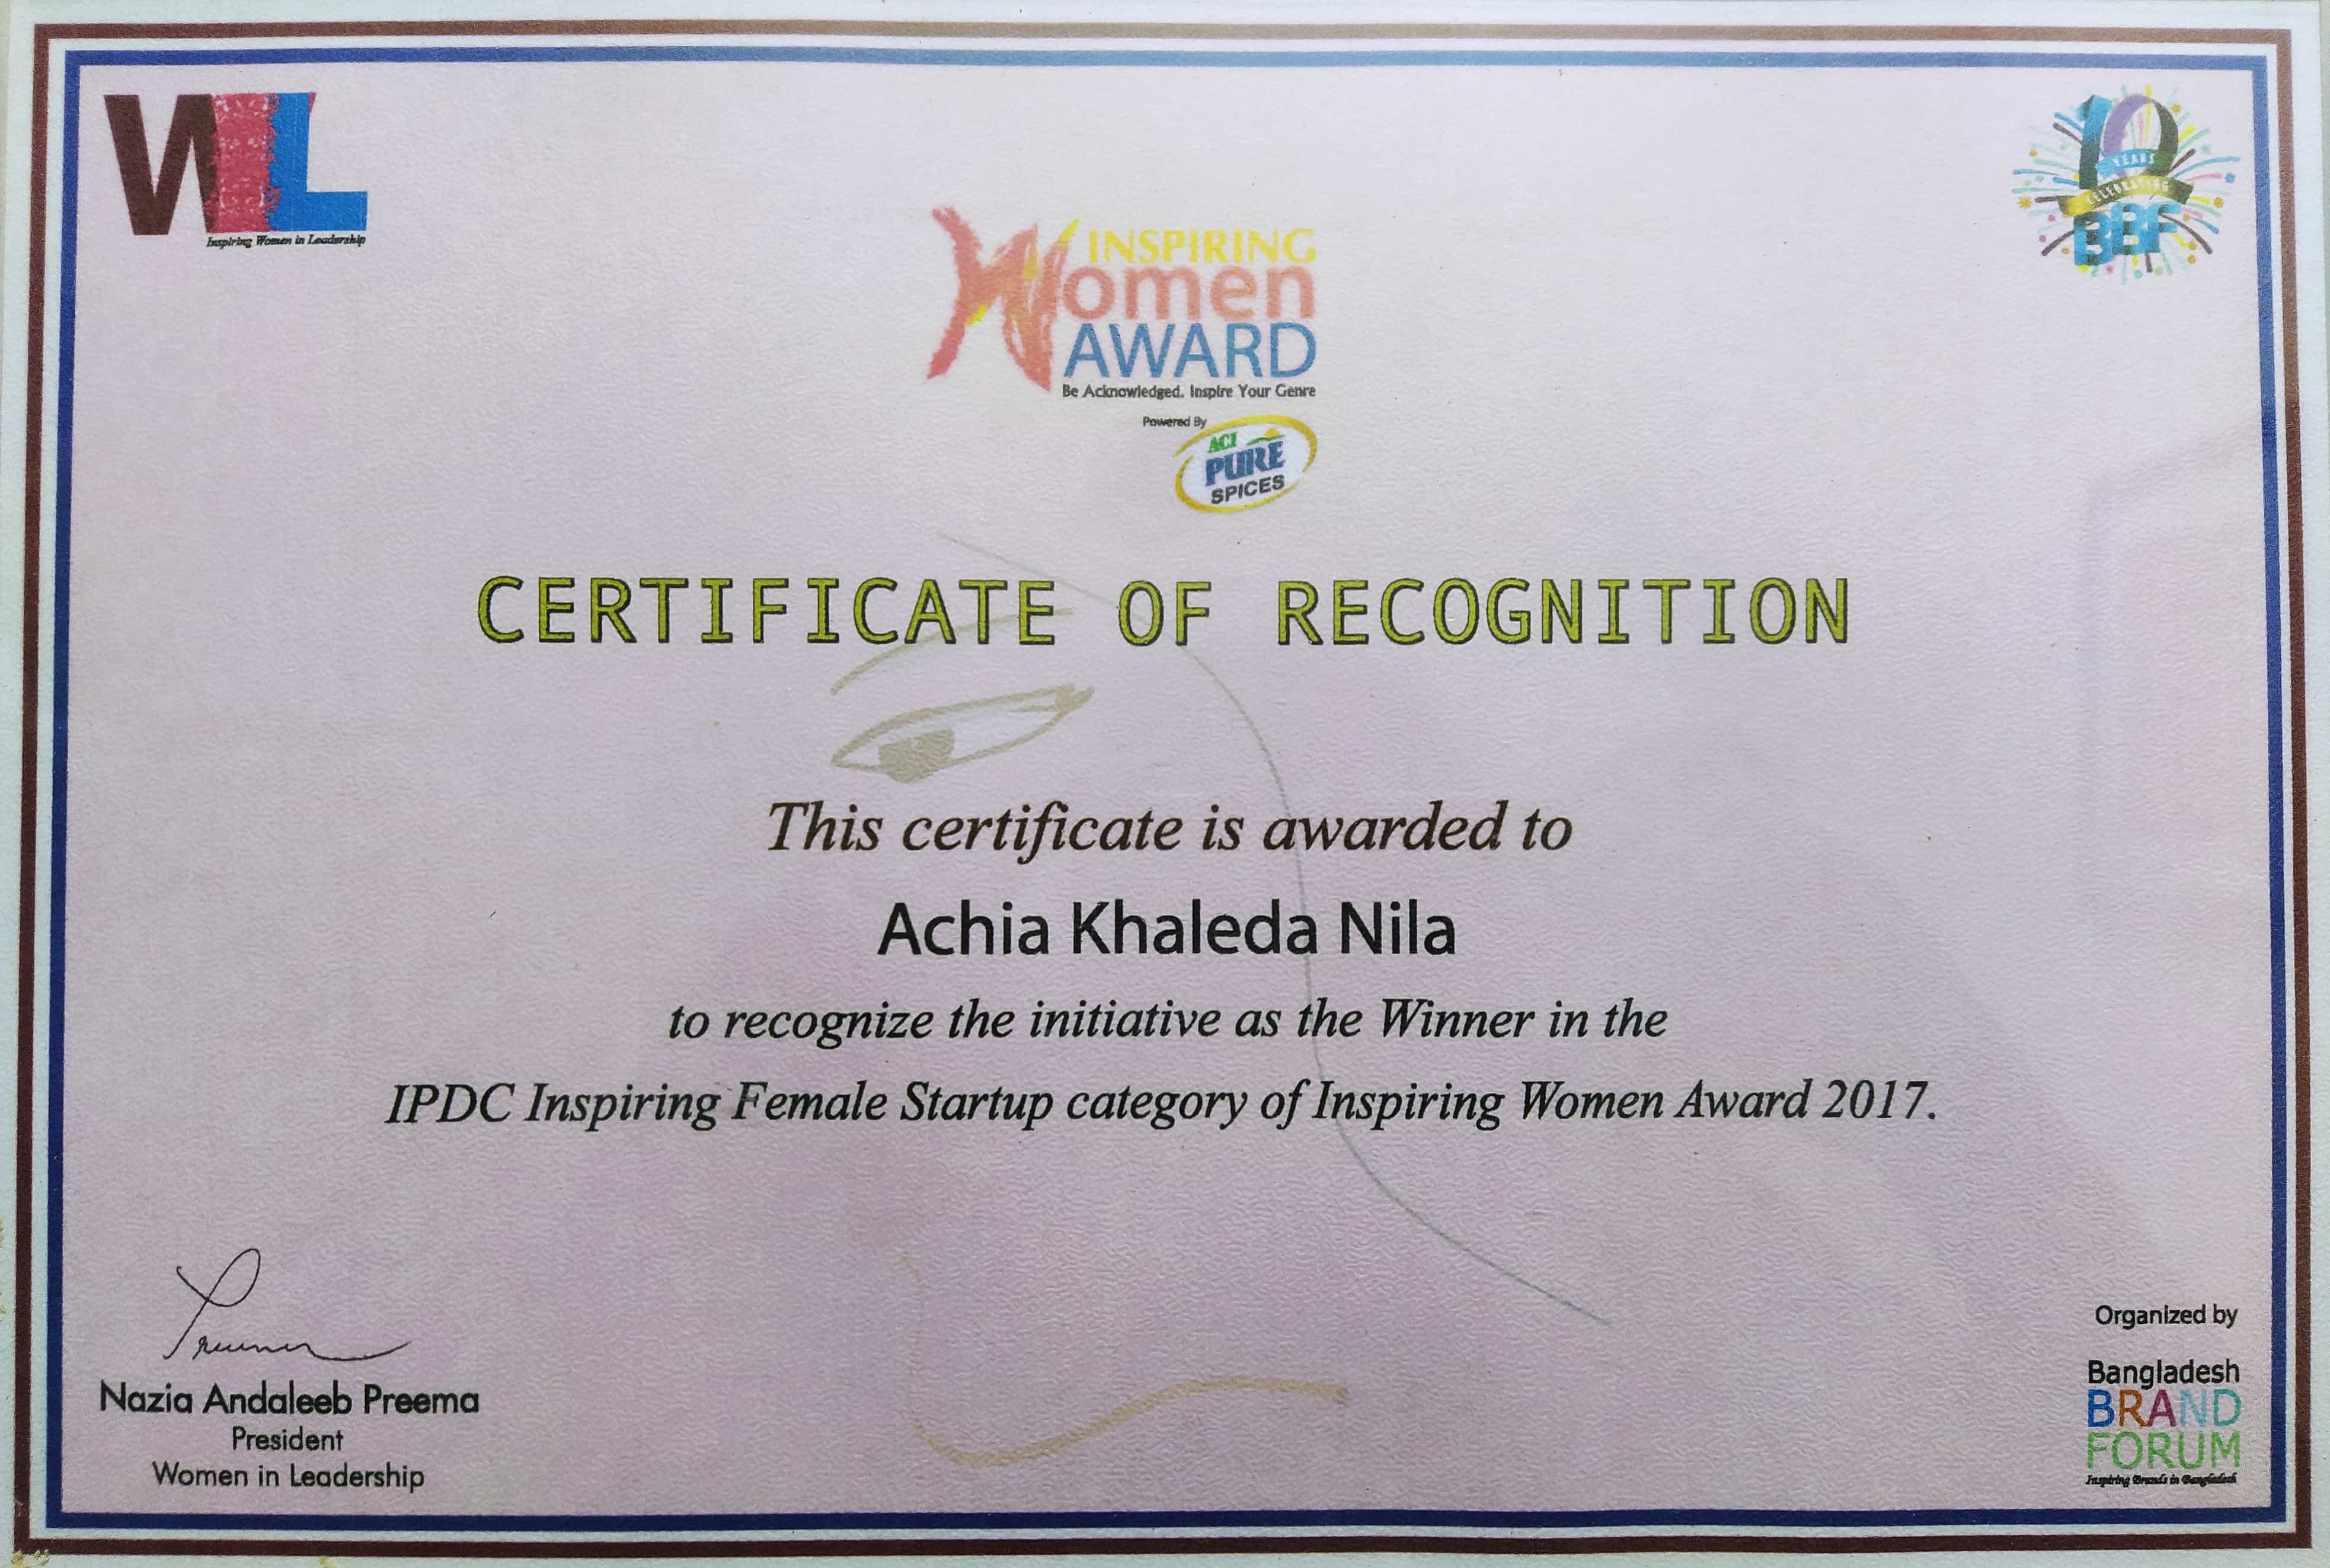 WIL
Inspiring Women in Leadership
10
YEARS
CELEBRATING
BBF
INSPIRING
Women
AWARD
Be Acknowledged. Inspire Your Genre
Powered By
ACI
PURE
SPICES
CERTIFICATE OF RECOGNITION
This certificate is awarded to
Achia Khaleda Nila
to recognize the initiative as the Winner in the
IPDC Inspiring Female Startup category of Inspiring Women Award 2017.
Preema
Nazia Andaleeb Preema
President
Women in Leadership
Organized by
Bangladesh
BRAND
FORUM
Inspiring Brands in Bangladesh